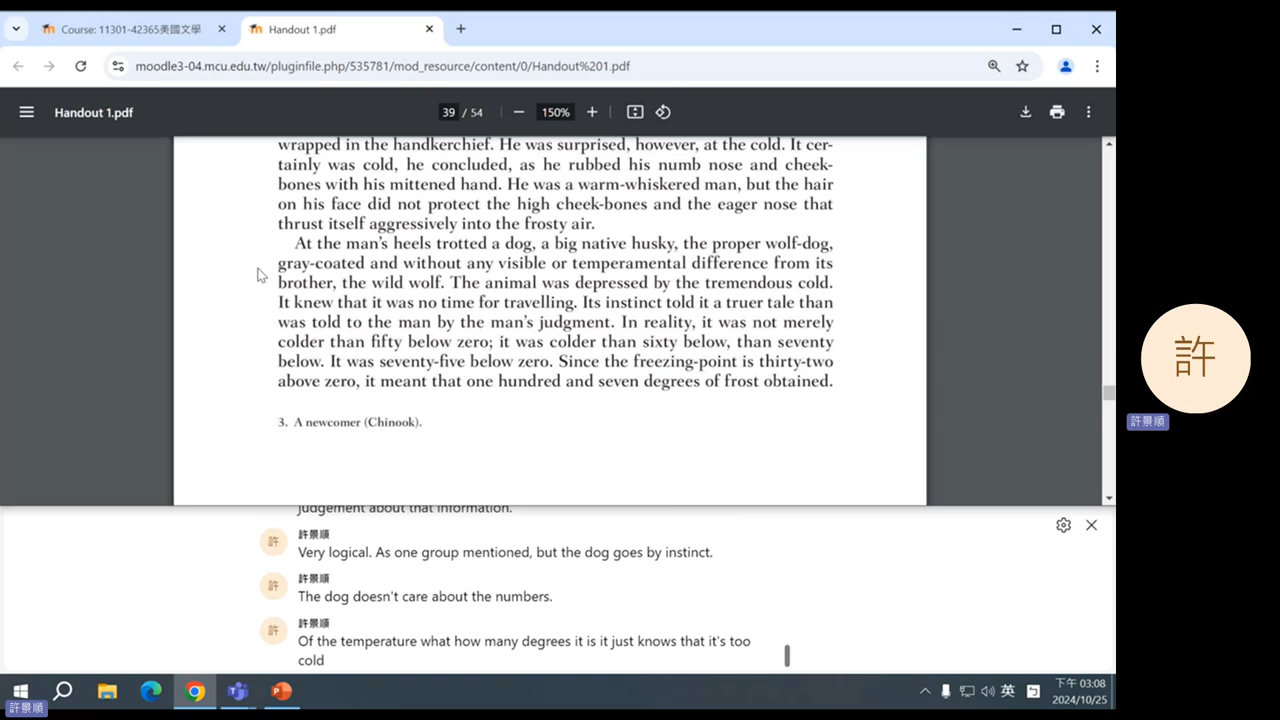 Course: 11301-42365美國文學
Handout 1.pdf
moodle3-04.mcu.edu.tw/pluginfile.php/535781/mod_resource/content/0/Handout%201.pdf
Handout 1.pdf
39 / 54
150%
wrapped in the handkerchief. He was surprised, however, at the cold. It cer-
tainly was cold, he concluded, as he rubbed his numb nose and cheek-
bones with his mittened hand. He was a warm-whiskered man, but the hair
on his face did not protect the high cheek-bones and the eager nose that
thrust itself aggressively into the frosty air.
At the man's heels trotted a dog, a big native husky, the proper wolf-dog,
gray-coated and without any visible or temperamental difference from its
brother, the wild wolf. The animal was depressed by the tremendous cold.
It knew that it was no time for travelling. Its instinct told it a truer tale than
was told to the man by the man's judgment. In reality, it was not merely
colder than fifty below zero; it was colder than sixty below, than seventy
below. It was seventy-five below zero. Since the freezing-point is thirty-two
above zero, it meant that one hundred and seven degrees of frost obtained.
3. A newcomer (Chinook).
許
許景順
judgement about that information.
許
許景順
Very logical. As one group mentioned, but the dog goes by instinct.
許
許景順
The dog doesn't care about the numbers.
許
許景順
Of the temperature what how many degrees it is it just knows that it's too
cold
英
下午 03:08
2024/10/25
許景順